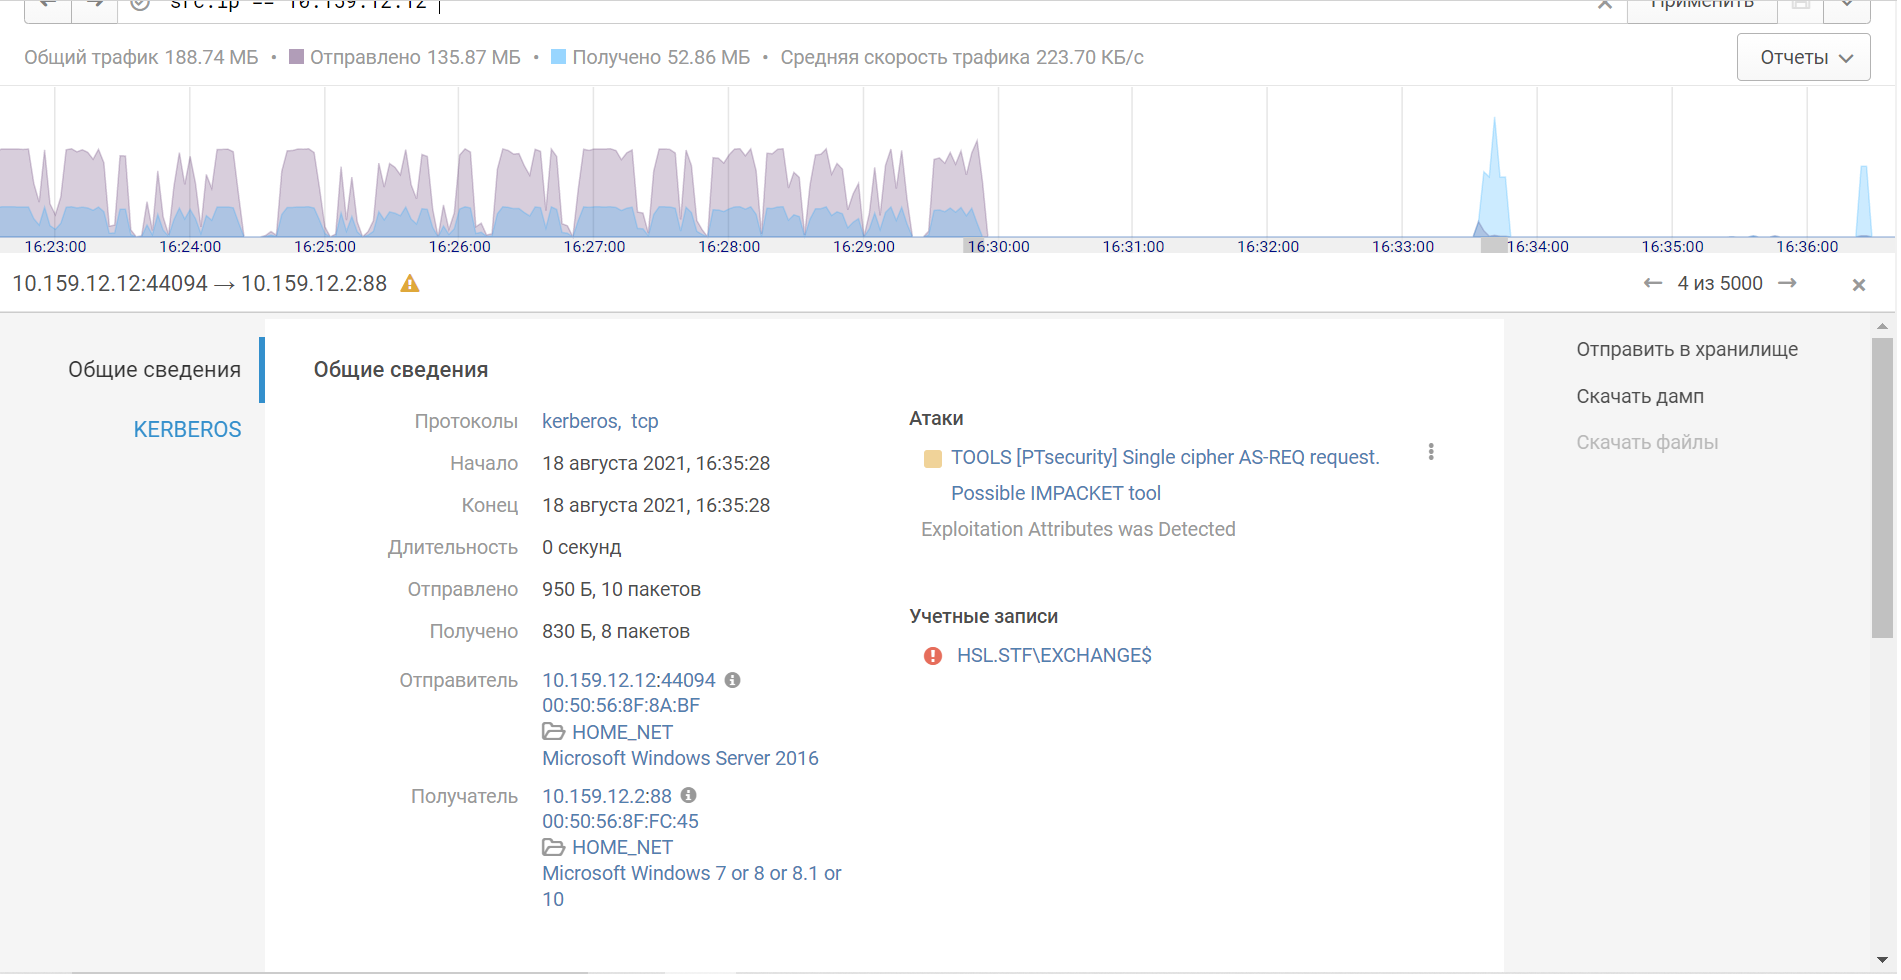 src.ip == 10.159.12.12
Применить
Общий трафик 188.74 МБ • Отправлено 135.87 МБ • Получено 52.86 МБ • Средняя скорость трафика 223.70 КБ/с
Отчеты
16:23:00 16:24:00 16:25:00 16:26:00 16:27:00 16:28:00 16:29:00 16:30:00 16:31:00 16:32:00 16:33:00 16:34:00 16:35:00 16:36:00
10.159.12.12:44094 → 10.159.12.2:88
← 4 из 5000 →
Общие сведения
KERBEROS
Общие сведения
Протоколы kerberos, tcp
Начало 18 августа 2021, 16:35:28
Конец 18 августа 2021, 16:35:28
Длительность 0 секунд
Отправлено 950 Б, 10 пакетов
Получено 830 Б, 8 пакетов
Отправитель 10.159.12.12:44094
00:50:56:8F:8A:BF
HOME_NET
Microsoft Windows Server 2016
Получатель 10.159.12.2:88
00:50:56:8F:FC:45
HOME_NET
Microsoft Windows 7 or 8 or 8.1 or
10
Атаки
TOOLS [PTsecurity] Single cipher AS-REQ request.
Possible IMPACKET tool
Exploitation Attributes was Detected
Учетные записи
HSL.STF\EXCHANGE$
Отправить в хранилище
Скачать дамп
Скачать файлы